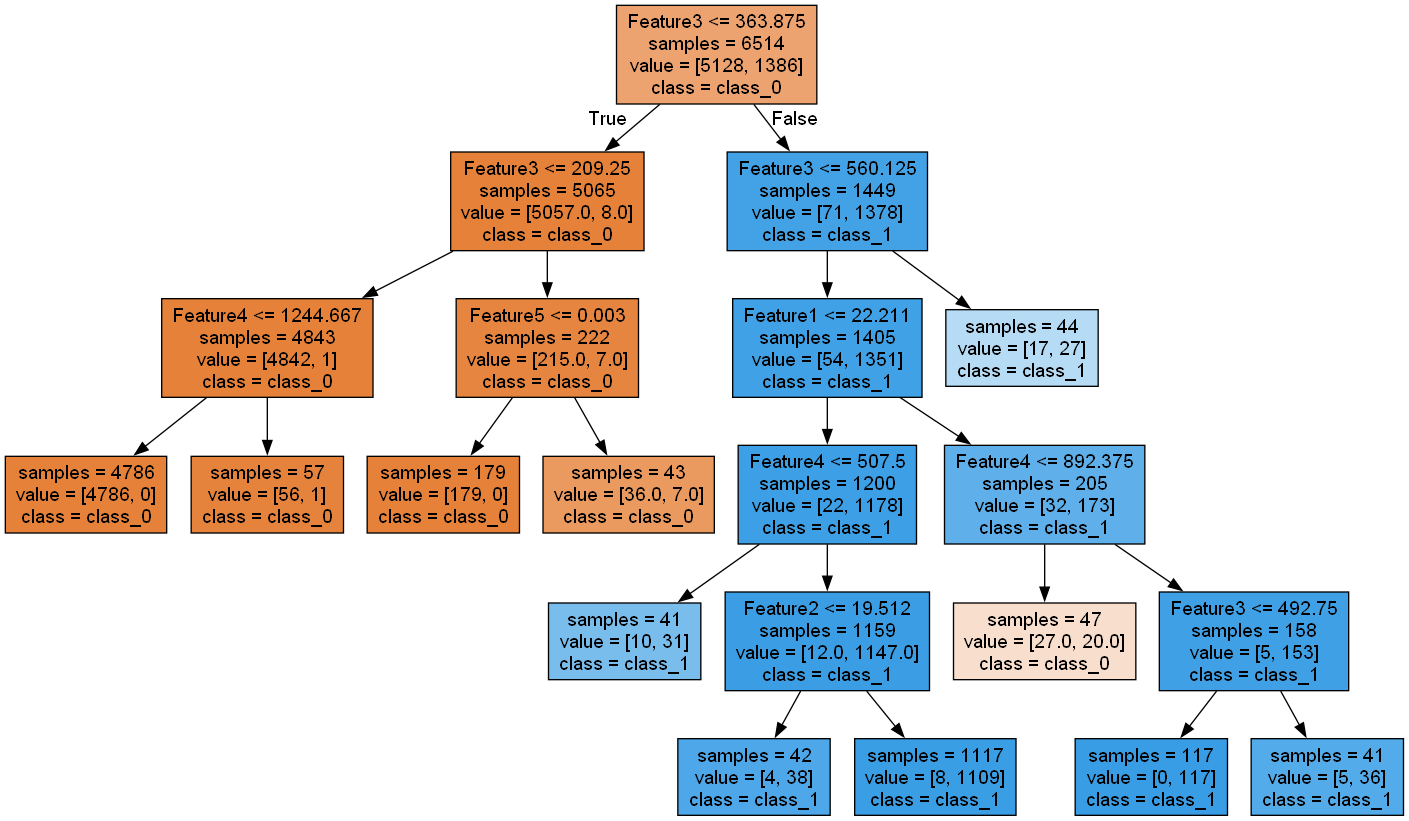 Feature3 <= 363.875
samples = 6514
value = [5128, 1386]
class = class_0
True
False
Feature3 <= 209.25
samples = 5065
value = [5057.0, 8.0]
class = class_0
Feature3 <= 560.125
samples = 1449
value = [71, 1378]
class = class_1
Feature4 <= 1244.667
samples = 4843
value = [4842, 1]
class = class_0
Feature5 <= 0.003
samples = 222
value = [215.0, 7.0]
class = class_0
Feature1 <= 22.211
samples = 1405
value = [54, 1351]
class = class_1
samples = 44
value = [17, 27]
class = class_1
samples = 4786
value = [4786, 0]
class = class_0
samples = 57
value = [56, 1]
class = class_0
samples = 179
value = [179, 0]
class = class_0
samples = 43
value = [36.0, 7.0]
class = class_0
Feature4 <= 507.5
samples = 1200
value = [22, 1178]
class = class_1
Feature4 <= 892.375
samples = 205
value = [32, 173]
class = class_1
samples = 41
value = [10, 31]
class = class_1
Feature2 <= 19.512
samples = 1159
value = [12.0, 1147.0]
class = class_1
samples = 47
value = [27.0, 20.0]
class = class_0
Feature3 <= 492.75
samples = 158
value = [5, 153]
class = class_1
samples = 42
value = [4, 38]
class = class_1
samples = 1117
value = [8, 1109]
class = class_1
samples = 117
value = [0, 117]
class = class_1
samples = 41
value = [5, 36]
class = class_1